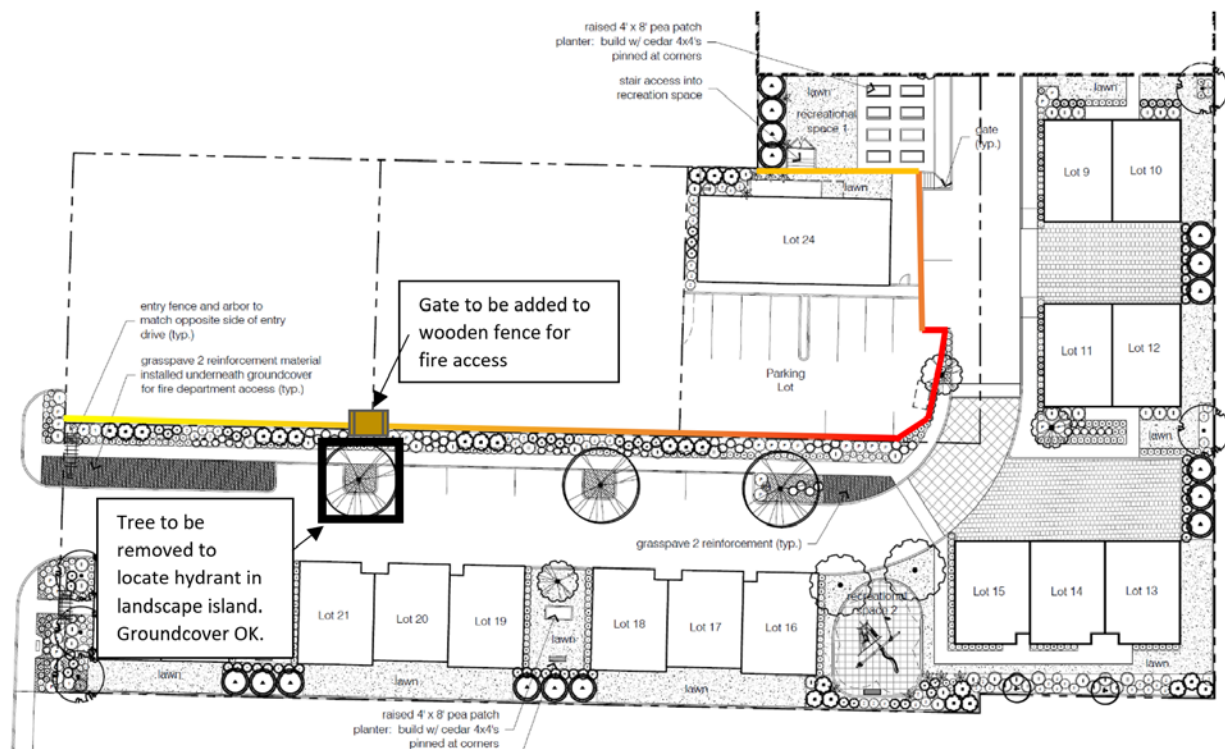 raised 4' x 8' pea patch
planter: build w/ cedar 4x4's
pinned at corners
stair access into
recreation space
lawn
recreational
space 1
gate
(typ.)
lawn
lawn
Lot 9
Lot 10
Lot 24
entry fence and arbor to
match opposite side of entry
drive (typ.)
grasspave 2 reinforcement material
installed underneath groundcover
for fire department access (typ.)
Gate to be added to
wooden fence for
fire access
Parking
Lot
Lot 11
Lot 12
lawn
Tree to be
removed to
locate hydrant in
landscape island.
Groundcover OK.
grasspave 2 reinforcement (typ.)
Lot 21
Lot 20
Lot 19
lawn
Lot 18
Lot 17
Lot 16
recreational
space 2
Lot 15
Lot 14
Lot 13
lawn
lawn
lawn
lawn
raised 4' x 8' pea patch
planter: build w/ cedar 4x4's
pinned at corners